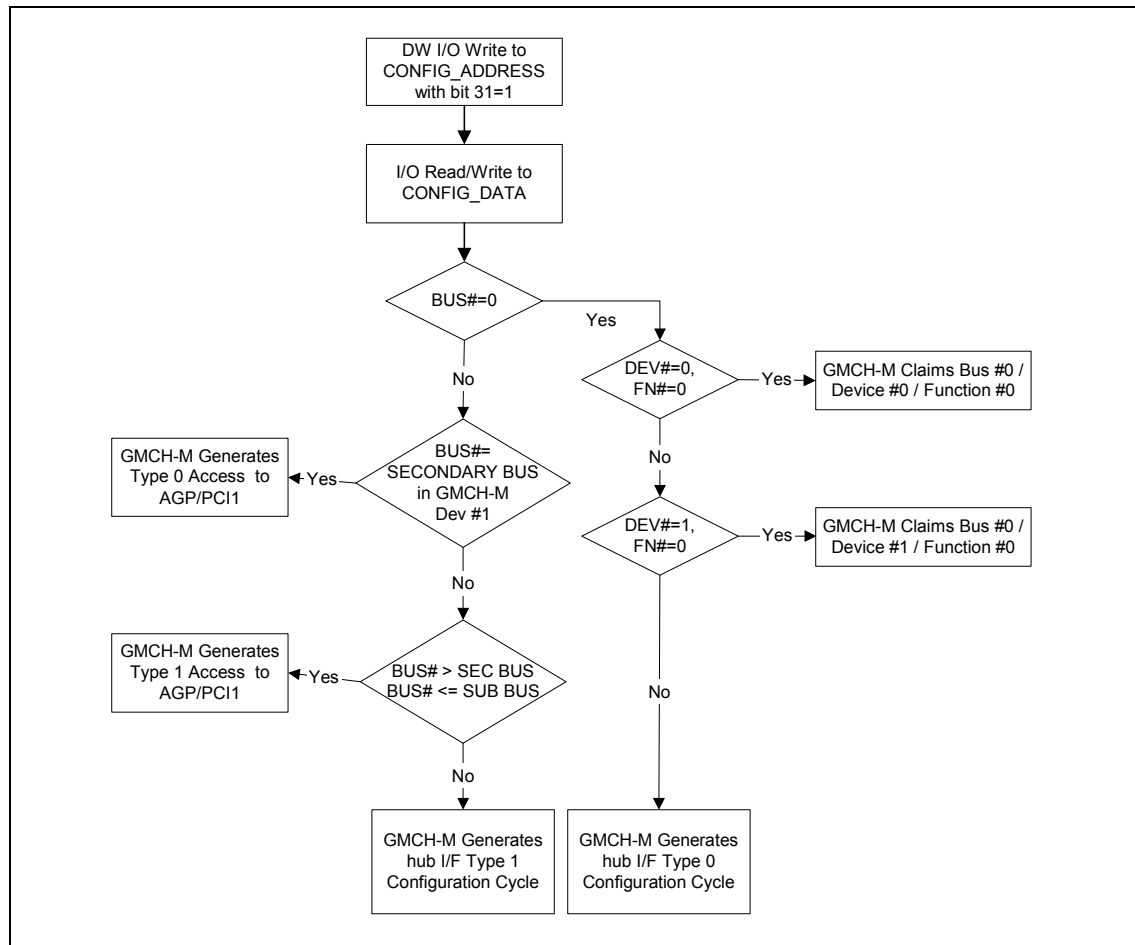 DW I/O Write to
CONFIG_ADDRESS
with bit 31=1
I/O Read/Write to
CONFIG_DATA
BUS#=0
Yes
No
DEV#=0,
FN#=0
Yes
GMCH-M Claims Bus #0 /
Device #0 / Function #0
No
BUS#=
SECONDARY BUS
in GMCH-M
Dev #1
Yes
GMCH-M Generates
Type 0 Access to
AGP/PCI1
DEV#=1,
FN#=0
Yes
GMCH-M Claims Bus #0 /
Device #1 / Function #0
No
BUS# > SEC BUS
BUS# <= SUB BUS
Yes
GMCH-M Generates
Type 1 Access to
AGP/PCI1
No
No
GMCH-M Generates
hub I/F Type 1
Configuration Cycle
GMCH-M Generates
hub I/F Type 0
Configuration Cycle